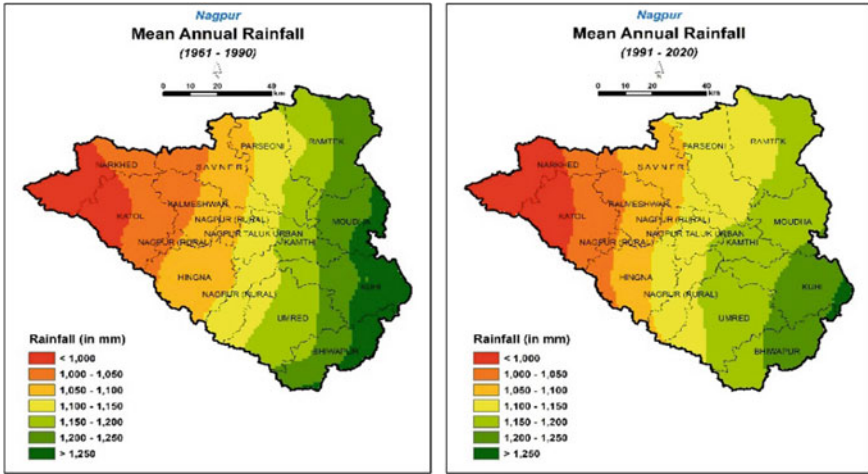 Nagpur
Mean Annual Rainfall
(1961 - 1990)
0 10 20 40
km
NARKHED
SAVNER
PARSEONI
RAMTEK
KATOL
KALMESHWAR
NAGPUR (RURAL)
MOUDHA
NAGPUR TALUK URBAN
KAMTHI
NAGPUR (RURAL)
HINGNA
NAGPUR (RURAL)
KUHI
UMRED
BHIWAPUR
Rainfall (in mm)
< 1,000
1,000 - 1,050
1,050 - 1,100
1,100 - 1,150
1,150 - 1,200
1,200 - 1,250
> 1,250
Nagpur
Mean Annual Rainfall
(1991 - 2020)
0 10 20 40
km
NARKHED
SAVNER
PARSEONI
RAMTEK
KATOL
KALMESHWAR
NAGPUR (RURAL)
MOUDHA
NAGPUR TALUK URBAN
KAMTHI
NAGPUR (RURAL)
HINGNA
NAGPUR (RURAL)
KUHI
UMRED
BHIWAPUR
Rainfall (in mm)
< 1,000
1,000 - 1,050
1,050 - 1,100
1,100 - 1,150
1,150 - 1,200
1,200 - 1,250
> 1,250